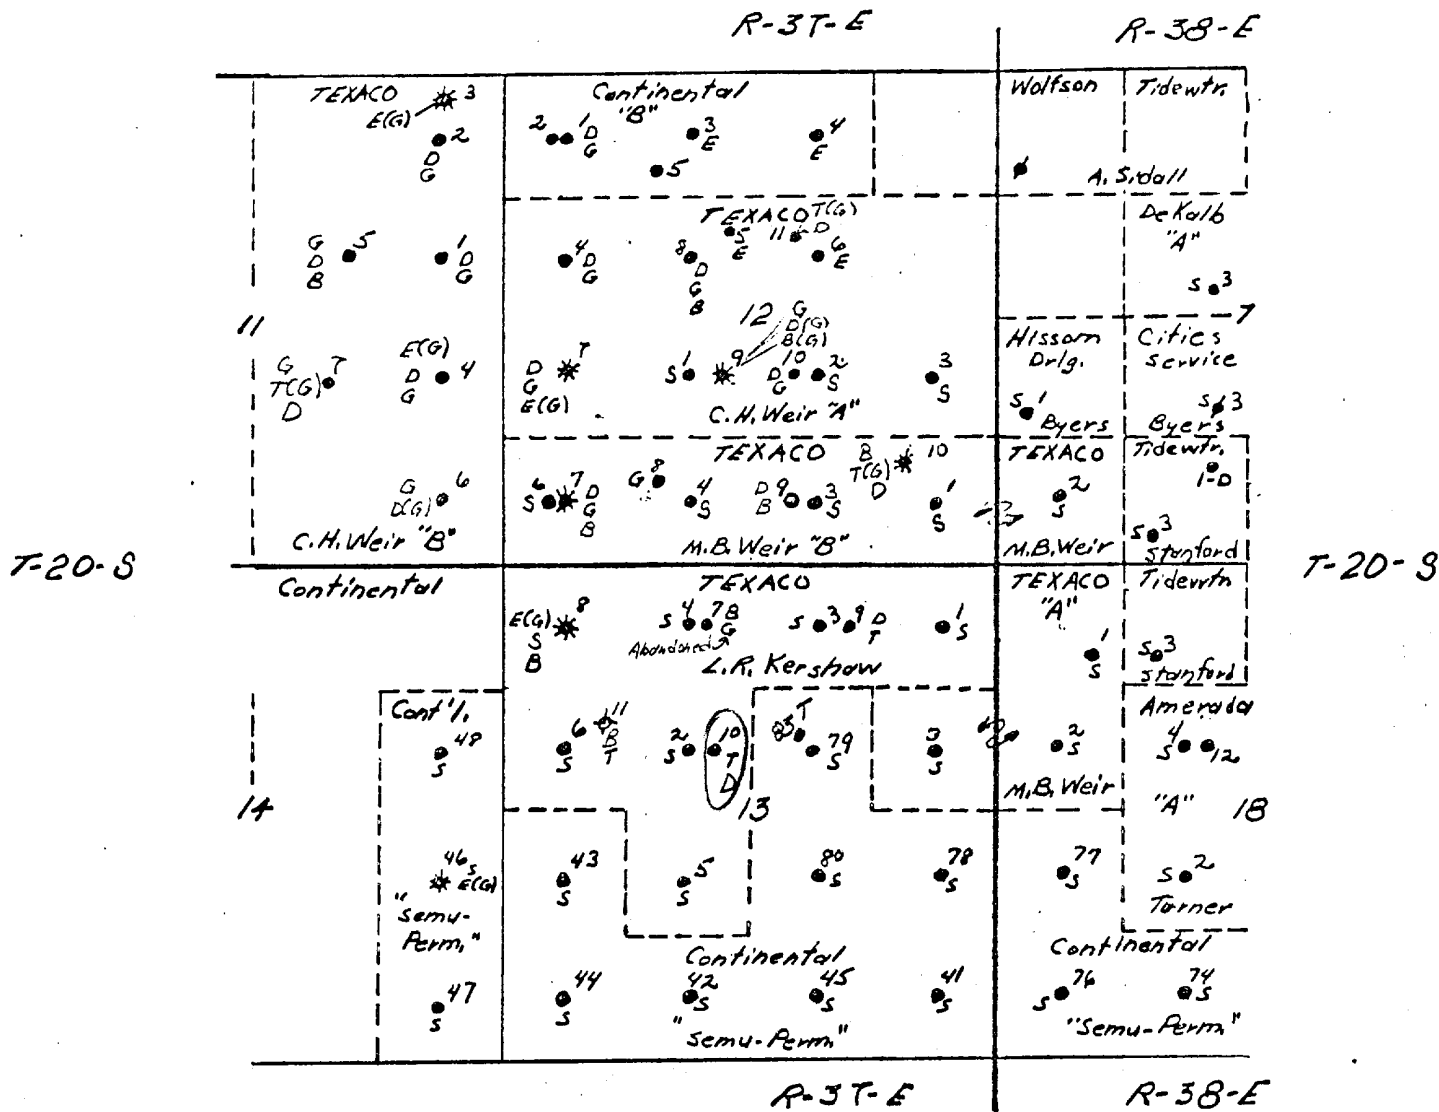 R-37-E
R-38-E
TEXACO
3
E(G)
2
D
G
Continental
"B"
2
1
D
G
3
E
4
E
5
Wolfson
Tidewtr.
A. Sidall
G
D
B
5
1
D
G
TEXACO
4
D
G
8
D
G
B
5
E
11
T(G)
D
6
E
DeKalb
"A"
S
3
11
12
7
G
T(G)
D
7
E(G)
D
G
4
D
G
E(G)
7
S
1
9
G
D(G)
B(G)
10
D
G
2
S
3
S
C.H. Weir "A"
Hissom
Drlg.
S
1
Byers
Cities
Service
S
3
Byers
G
D(G)
6
C.H. Weir "B"
TEXACO
S
6
7
D
G
B
G
8
4
S
D
B
9
3
S
B
T(G)
D
10
1
S
M.B. Weir "B"
TEXACO
2
S
M.B. Weir
Tidewtr.
1-D
S
3
Stanford
T-20-S
T-20-S
Continental
TEXACO
E(G)
S
B
8
S
4
7
B
G
Abandoned
S
3
9
D
T
1
S
L.R. Kershaw
TEXACO
"A"
1
S
Tidewtr.
S
3
Stanford
Cont'l.
48
S
6
S
11
D
T
2
S
10
T
D
T
79
S
3
S
2
S
M.B. Weir
Amerada
4
S
12
"A"
14
13
18
46
S
E(G)
"Semu-
Perm."
43
S
5
S
80
S
78
S
77
S
S
2
Turner
Continental
Continental
47
S
44
S
42
S
45
S
41
S
76
S
74
S
"Semu-Perm."
"Semu-Perm."
R-37-E
R-38-E